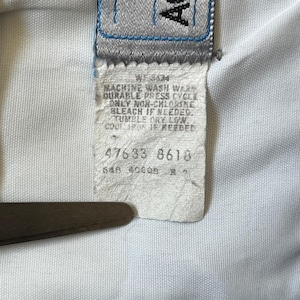 AC
MACHINE WASH WARM
DURABLE PRESS CYCLE
ONLY NON-CHLORINE
BLEACH IF NEEDED.
TUMBLE DRY LOW.
COOL IRON IF NEEDED
47633 8618